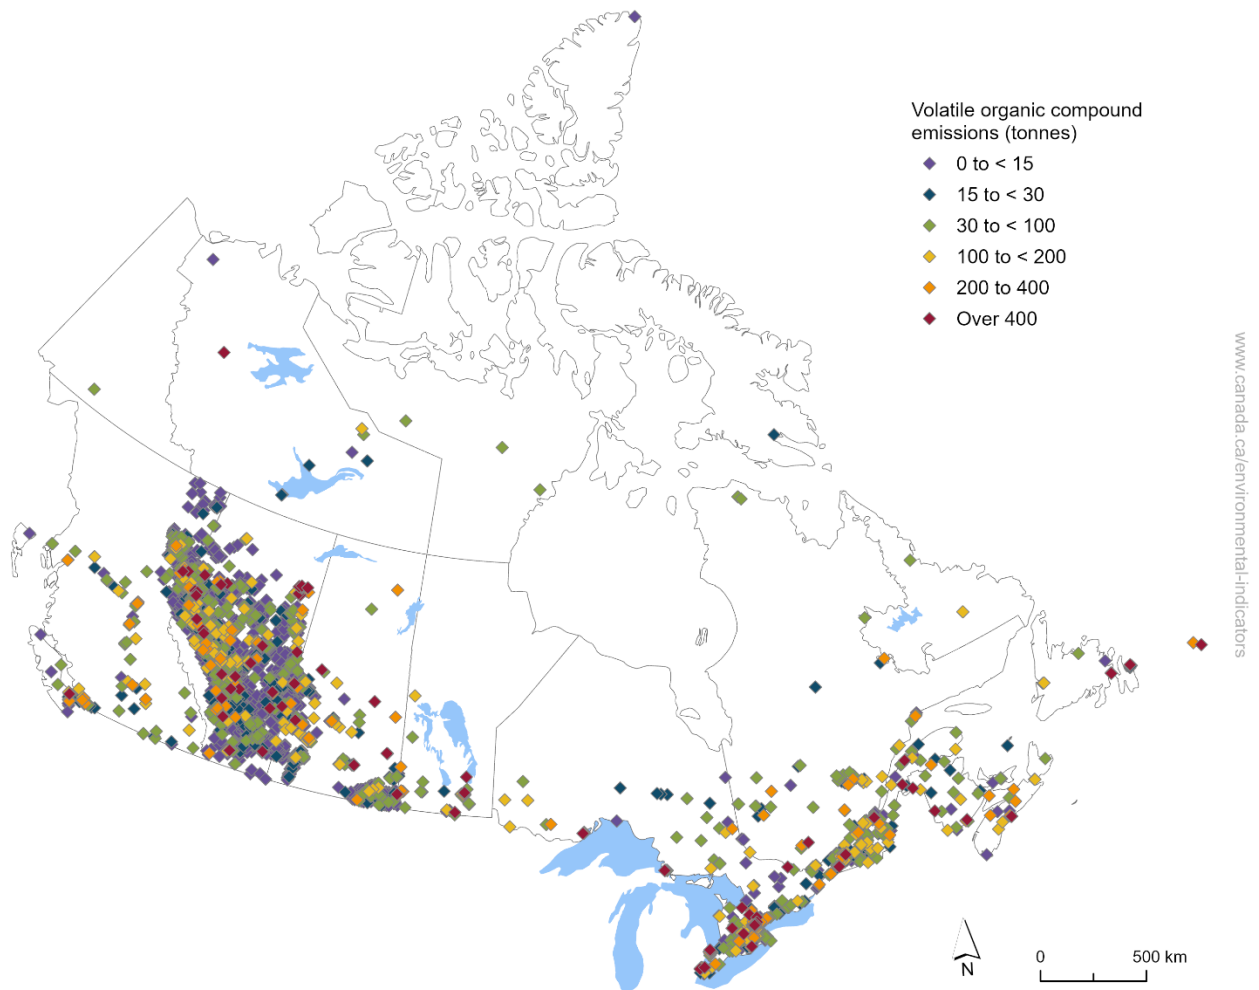 Volatile organic compound
emissions (tonnes)
0 to < 15
15 to < 30
30 to < 100
100 to < 200
200 to 400
Over 400
www.canada.ca/environmental-indicators
N
0 500 km